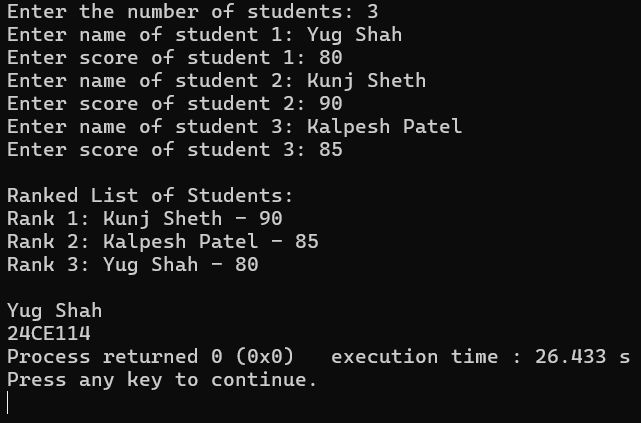 Enter the number of students: 3
Enter name of student 1: Yug Shah
Enter score of student 1: 80
Enter name of student 2: Kunj Sheth
Enter score of student 2: 90
Enter name of student 3: Kalpesh Patel
Enter score of student 3: 85

Ranked List of Students:
Rank 1: Kunj Sheth - 90
Rank 2: Kalpesh Patel - 85
Rank 3: Yug Shah - 80

Yug Shah
24CE114
Process returned 0 (0x0)   execution time : 26.433 s
Press any key to continue.